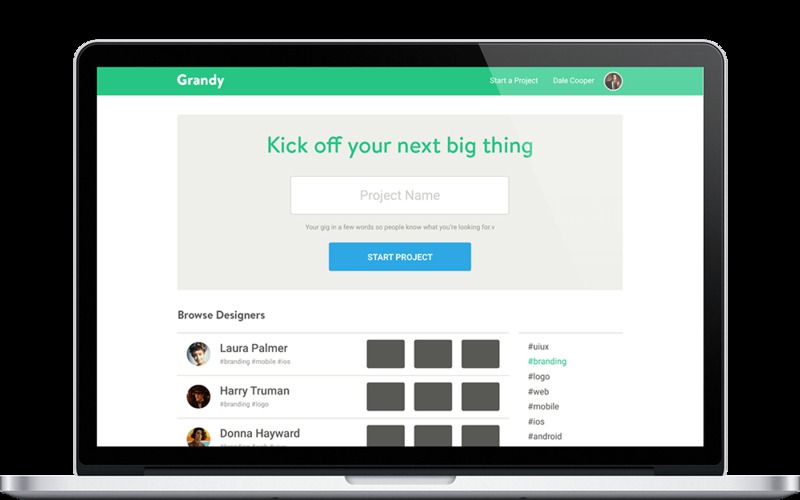 Grandy
Start a Project
Dale Cooper
Kick off your next big thing
Project Name
Your gig in a few words so people know what you're looking for.v
START PROJECT
Browse Designers
Laura Palmer
#branding #mobile #ios
Harry Truman
#branding #logo
Donna Hayward
#uiux
#branding
#logo
#web
#mobile
#ios
#android